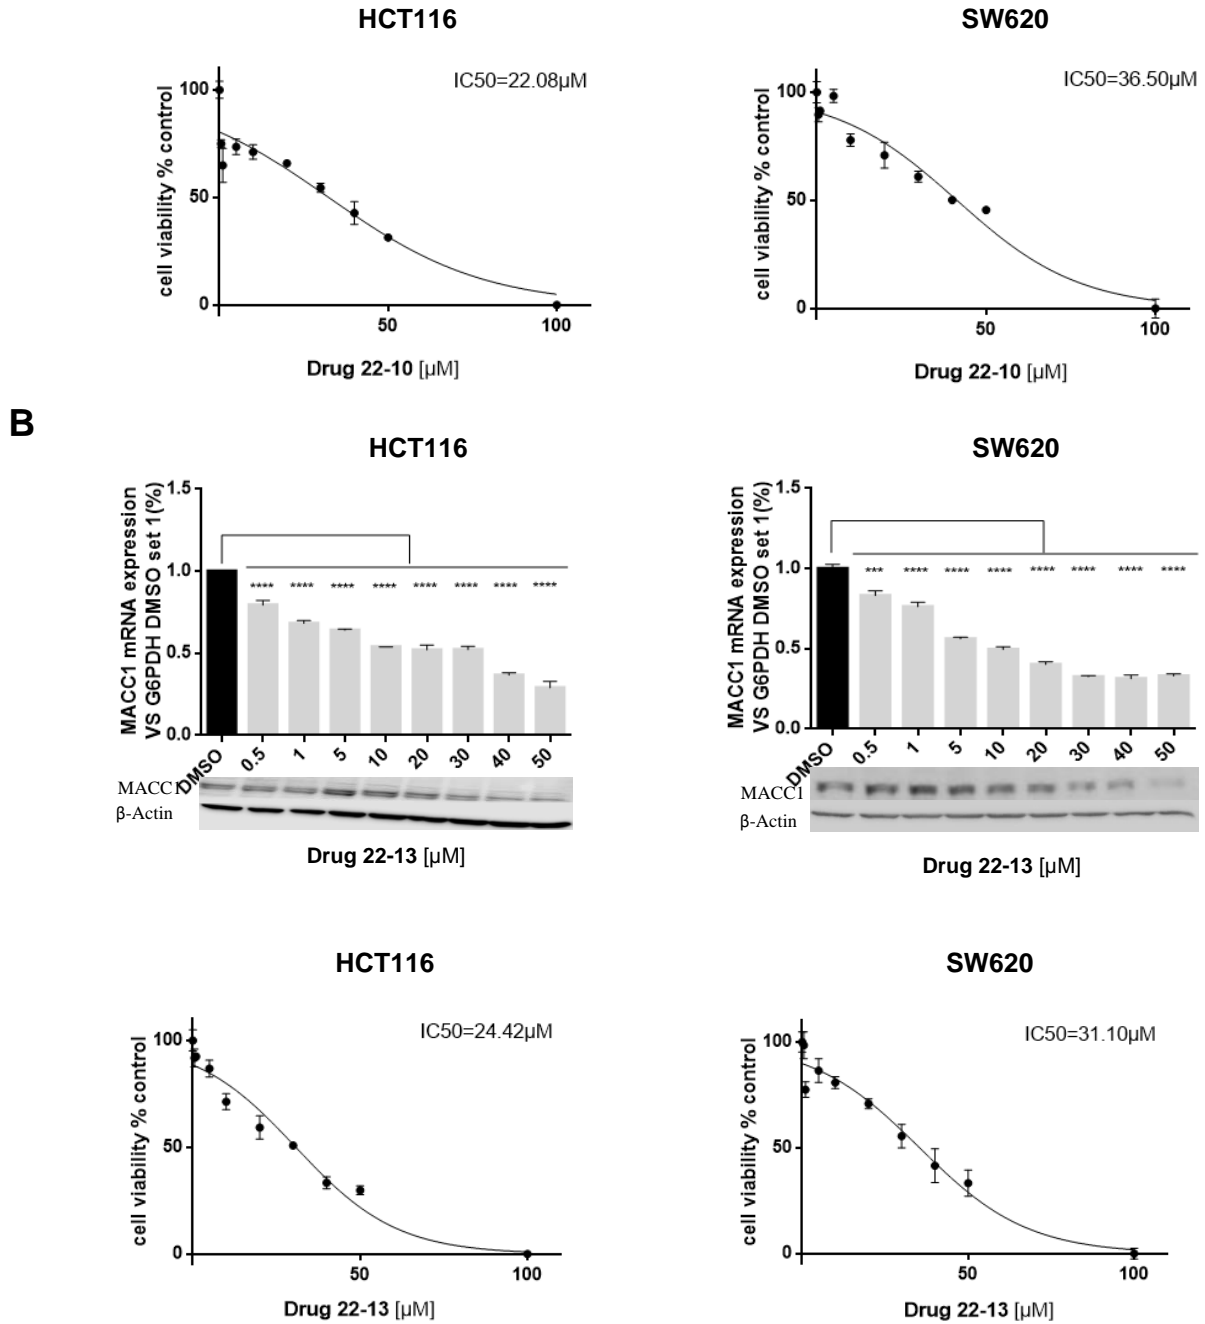 HCT116
SW620
IC50=22.08µM
IC50=36.50µM
cell viability % control
100
50
0
50
100
Drug 22-10 [µM]
cell viability % control
100
50
0
50
100
Drug 22-10 [µM]
B
HCT116
SW620
MACC1 mRNA expression
VS G6PDH DMSO set 1(%)
1.5
1.0
0.5
0.0
**** **** **** **** **** **** **** ****
DMSO 0.5 1 5 10 20 30 40 50
MACC1
β-Actin
Drug 22-13 [µM]
MACC1 mRNA expression
VS G6PDH DMSO set 1(%)
1.5
1.0
0.5
0.0
*** **** **** **** **** **** **** ****
DMSO 0.5 1 5 10 20 30 40 50
MACC1
β-Actin
Drug 22-13 [µM]
HCT116
SW620
IC50=24.42µM
IC50=31.10µM
cell viability % control
100
50
0
50
100
Drug 22-13 [µM]
cell viability % control
100
50
0
50
100
Drug 22-13 [µM]